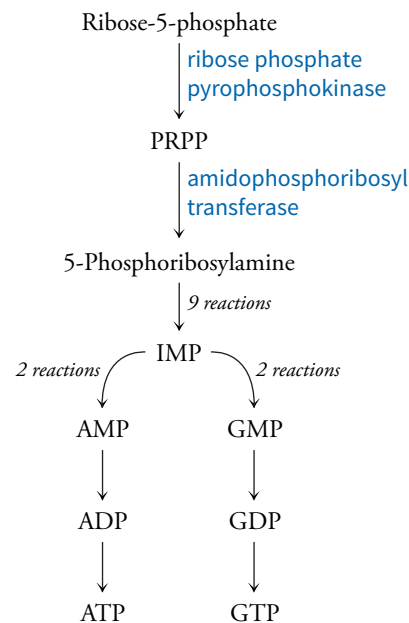 Ribose-5-phosphate
ribose phosphate
pyrophosphokinase
PRPP
amidophosphoribosyl
transferase
5-Phosphoribosylamine
9 reactions
IMP
2 reactions
2 reactions
AMP
GMP
ADP
GDP
ATP
GTP